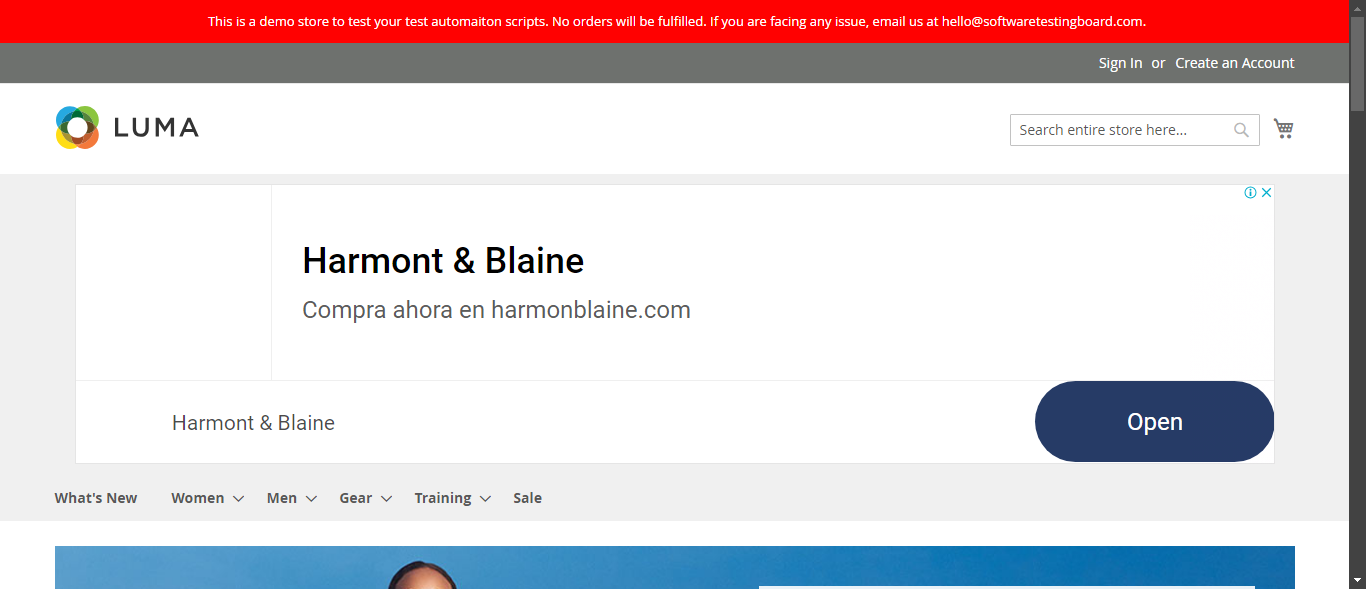 This is a demo store to test your test automaiton scripts. No orders will be fulfilled. If you are facing any issue, email us at hello@softwaretestingboard.com.
Sign In or Create an Account
LUMA
Search entire store here...
Harmont & Blaine
Compra ahora en harmonblaine.com
Harmont & Blaine
Open
What's New Women Men Gear Training Sale